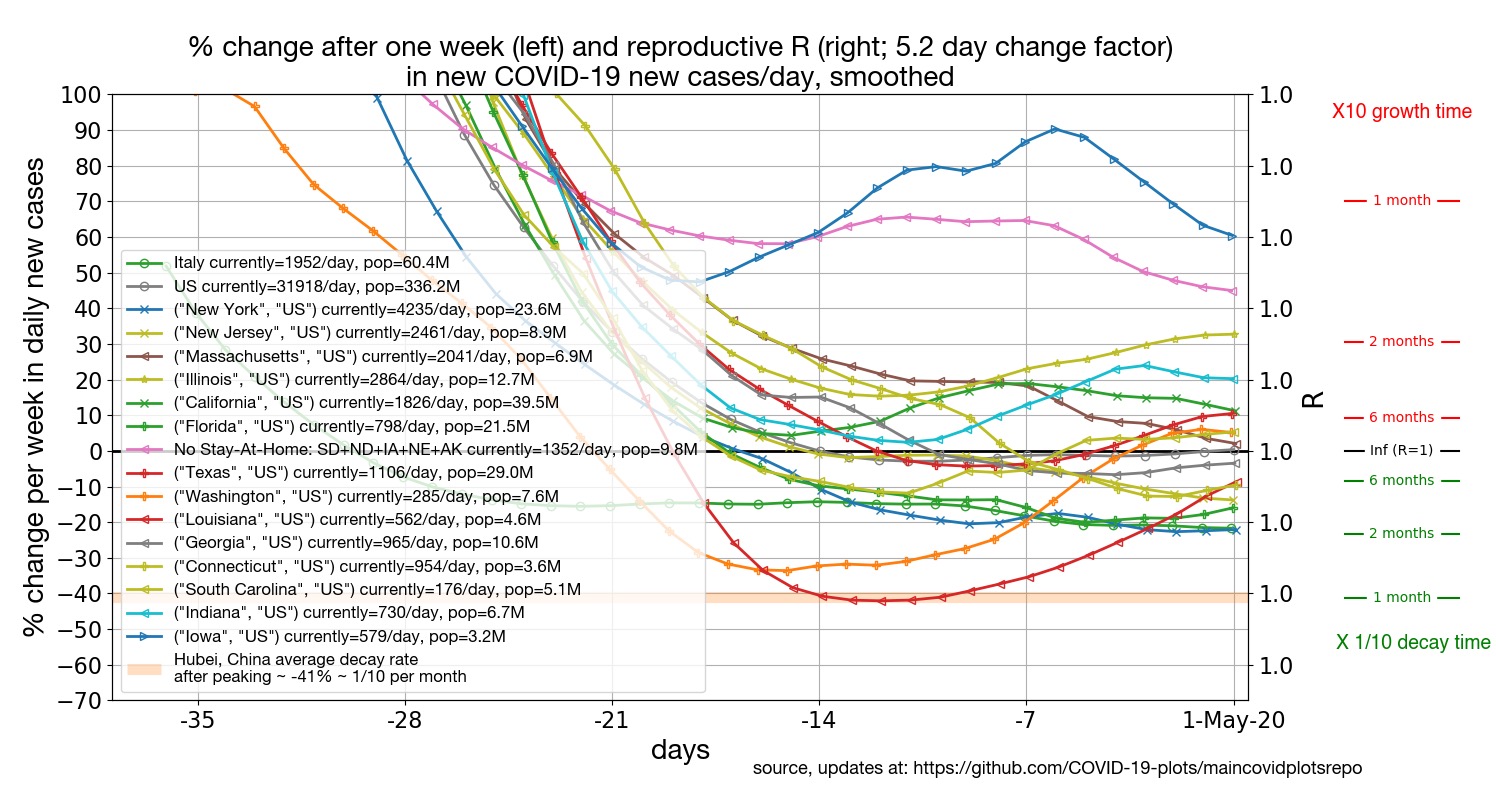 % change after one week (left) and reproductive R (right; 5.2 day change factor)
in new COVID-19 new cases/day, smoothed
% change per week in daily new cases
100
90
80
70
60
50
40
30
20
10
0
−10
−20
−30
−40
−50
−60
−70
Italy currently=1952/day, pop=60.4M
US currently=31918/day, pop=336.2M
("New York", "US") currently=4235/day, pop=23.6M
("New Jersey", "US") currently=2461/day, pop=8.9M
("Massachusetts", "US") currently=2041/day, pop=6.9M
("Illinois", "US") currently=2864/day, pop=12.7M
("California", "US") currently=1826/day, pop=39.5M
("Florida", "US") currently=798/day, pop=21.5M
No Stay-At-Home: SD+ND+IA+NE+AK currently=1352/day, pop=9.8M
("Texas", "US") currently=1106/day, pop=29.0M
("Washington", "US") currently=285/day, pop=7.6M
("Louisiana", "US") currently=562/day, pop=4.6M
("Georgia", "US") currently=965/day, pop=10.6M
("Connecticut", "US") currently=954/day, pop=3.6M
("South Carolina", "US") currently=176/day, pop=5.1M
("Indiana", "US") currently=730/day, pop=6.7M
("Iowa", "US") currently=579/day, pop=3.2M
Hubei, China average decay rate
after peaking ~ -41% ~ 1/10 per month
-35
-28
-21
-14
-7
1-May-20
days
1.0
1.0
1.0
1.0
1.0
1.0
1.0
1.0
1.0
R
X10 growth time
1 month
2 months
6 months
Inf (R=1)
6 months
2 months
1 month
X 1/10 decay time
source, updates at: https://github.com/COVID-19-plots/maincovidplotsrepo